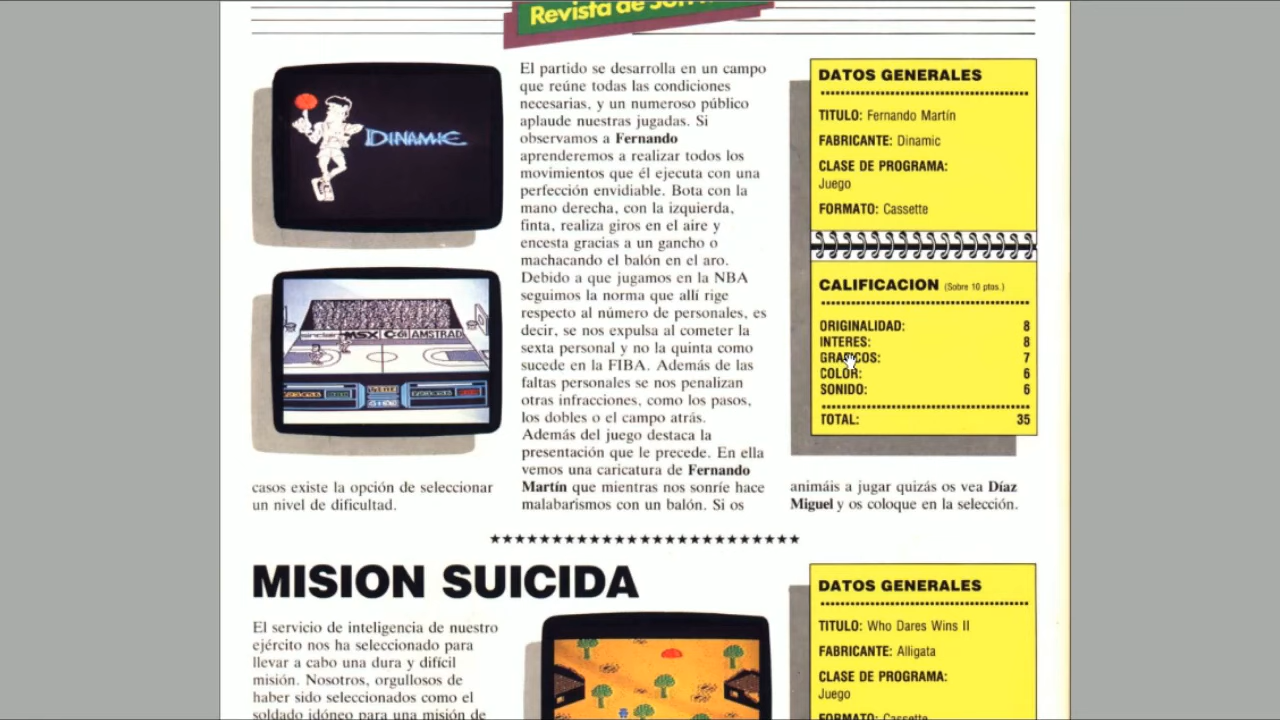 Revista de
DINAMIC
sinclair MSX C-64 AMSTRAD
casos existe la opción de seleccionar
un nivel de dificultad.
El partido se desarrolla en un campo
que reúne todas las condiciones
necesarias, y un numeroso público
aplaude nuestras jugadas. Si
observamos a Fernando
aprenderemos a realizar todos los
movimientos que él ejecuta con una
perfección envidiable. Bota con la
mano derecha, con la izquierda,
finta, realiza giros en el aire y
encesta gracias a un gancho o
machacando el balón en el aro.
Debido a que jugamos en la NBA
seguimos la norma que allí rige
respecto al número de personales, es
decir, se nos expulsa al cometer la
sexta personal y no la quinta como
sucede en la FIBA. Además de las
faltas personales se nos penalizan
otras infracciones, como los pasos,
los dobles o el campo atrás.
Además del juego destaca la
presentación que le precede. En ella
vemos una caricatura de Fernando
Martín que mientras nos sonríe hace
malabarismos con un balón. Si os
DATOS GENERALES
TITULO: Fernando Martín
FABRICANTE: Dinamic
CLASE DE PROGRAMA:
Juego
FORMATO: Cassette
CALIFICACION (Sobre 10 ptos.)
ORIGINALIDAD: 8
INTERES: 8
GRAFICOS: 7
COLOR: 6
SONIDO: 6
TOTAL: 35
animáis a jugar quizás os vea Díaz
Miguel y os coloque en la selección.
★★★★★★★★★★★★★★★★★★★★★★★★★
MISION SUICIDA
El servicio de inteligencia de nuestro
ejército nos ha seleccionado para
llevar a cabo una dura y difícil
misión. Nosotros, orgullosos de
haber sido seleccionados como el
soldado idóneo para una misión de
DATOS GENERALES
TITULO: Who Dares Wins II
FABRICANTE: Alligata
CLASE DE PROGRAMA:
Juego
FORMATO: Cassette